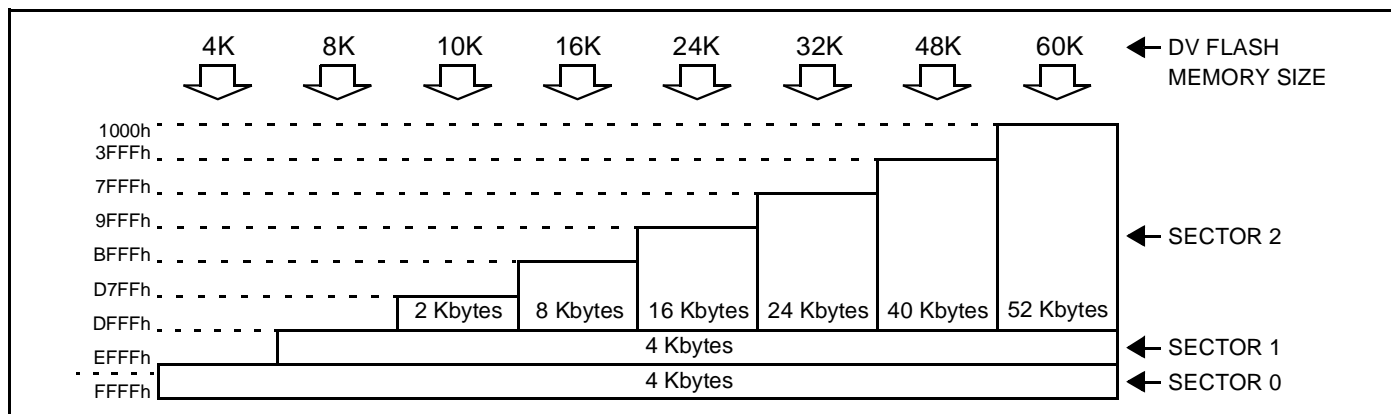 4K 8K 10K 16K 24K 32K 48K 60K DV FLASH
MEMORY SIZE
1000h
3FFFh
7FFFh
9FFFh
SECTOR 2
BFFFh
D7FFh
2 Kbytes 8 Kbytes 16 Kbytes 24 Kbytes 40 Kbytes 52 Kbytes
DFFFh
4 Kbytes SECTOR 1
EFFFh
4 Kbytes SECTOR 0
FFFFh